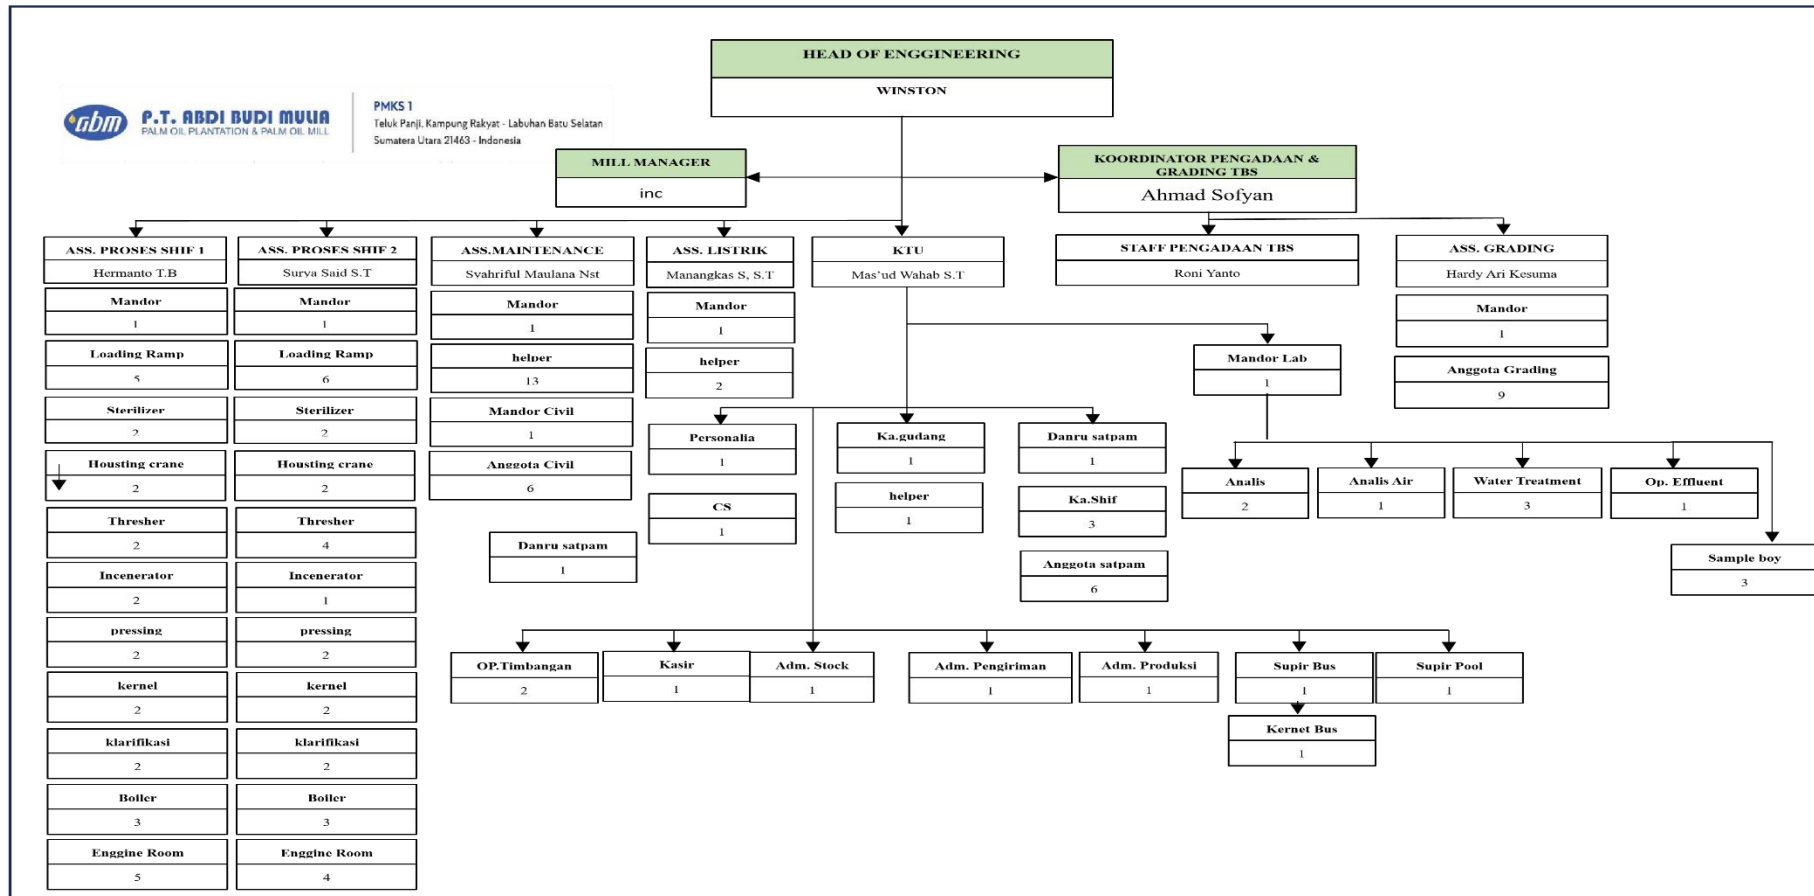 HEAD OF ENGGINEERING
WINSTON
abm
P.T. ABDI BUDI MULIA
PALM OIL PLANTATION & PALM OIL MILL
PMKS 1
Teluk Panji, Kampung Rakyat - Labuhan Batu Selatan
Sumatera Utara 21463 - Indonesia
MILL MANAGER
inc
KOORDINATOR PENGADAAN &
GRADING TBS
Ahmad Sofyan
ASS. PROSES SHIF 1
Hermanto T.B
Mandor
1
Loading Ramp
5
Sterilizer
2
Housting crane
2
Thresher
2
Incenerator
2
pressing
2
kernel
2
klarifikasi
2
Boiler
3
Enggine Room
5
ASS. PROSES SHIF 2
Surya Said S.T
Mandor
1
Loading Ramp
6
Sterilizer
2
Housting crane
2
Thresher
4
Incenerator
1
pressing
2
kernel
2
klarifikasi
2
Boiler
3
Enggine Room
4
ASS.MAINTENANCE
Syahriful Maulana Nst
Mandor
1
helper
13
Mandor Civil
1
Anggota Civil
6
Danru satpam
1
ASS. LISTRIK
Manangkas S, S.T
Mandor
1
helper
2
KTU
Mas'ud Wahab S.T
Personalia
1
CS
1
Ka.gudang
1
helper
1
Danru satpam
1
Ka.Shif
3
Anggota satpam
6
STAFF PENGADAAN TBS
Roni Yanto
ASS. GRADING
Hardy Ari Kesuma
Mandor
1
Anggota Grading
9
Mandor Lab
1
Analis
2
Analis Air
1
Water Treatment
3
Op. Effluent
1
Sample boy
3
OP.Timbangan
2
Kasir
1
Adm. Stock
1
Adm. Pengiriman
1
Adm. Produksi
1
Supir Bus
1
Supir Pool
1
Kernet Bus
1